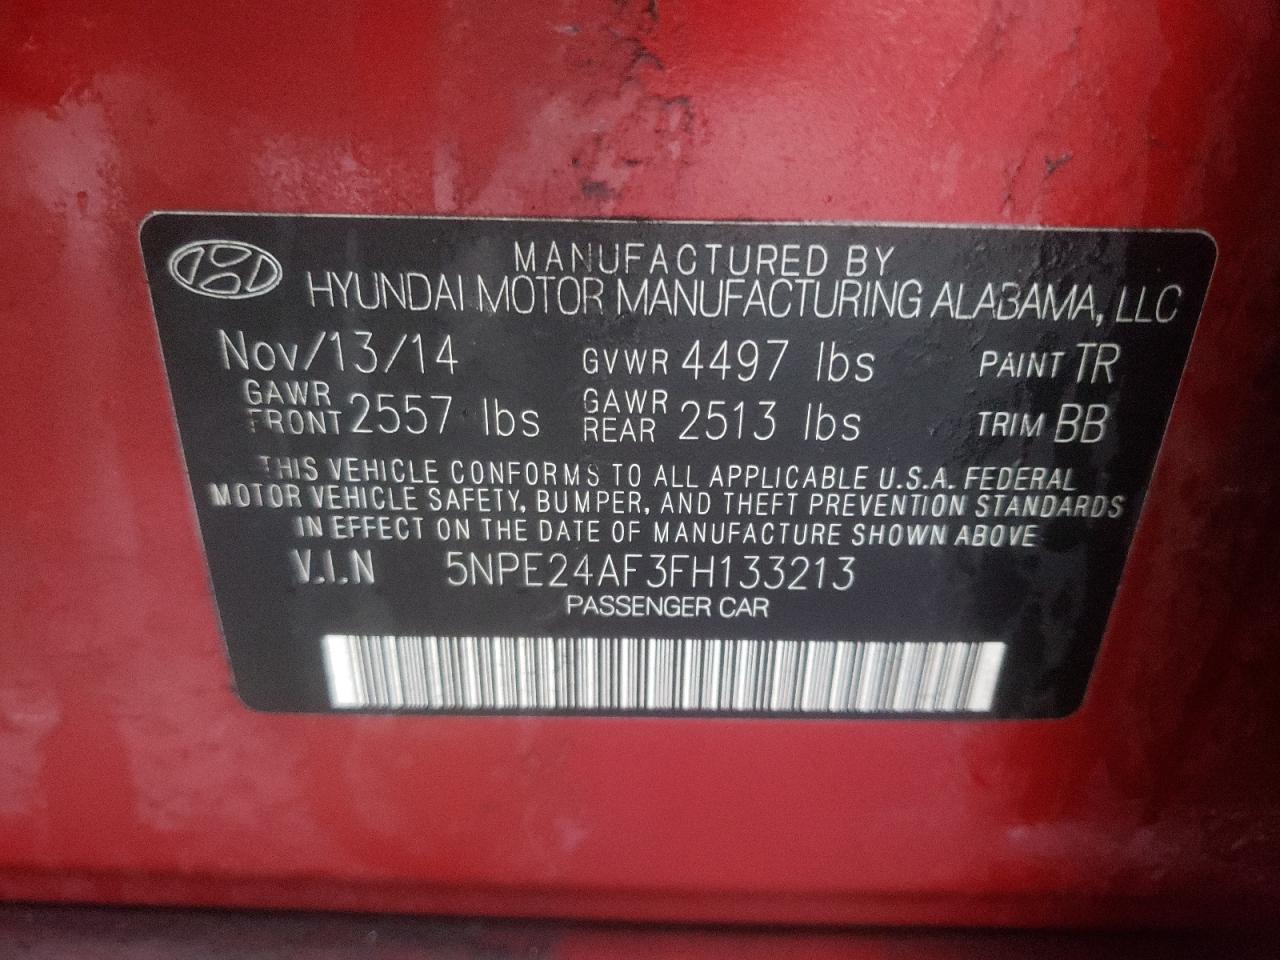 MANUFACTURED BY
HYUNDAI MOTOR MANUFACTURING ALABAMA, LLC
Nov/13/14 GVWR 4497 lbs PAINT TR
GAWR FRONT 2557 lbs GAWR REAR 2513 lbs TRIM BB
THIS VEHICLE CONFORMS TO ALL APPLICABLE U.S.A. FEDERAL
MOTOR VEHICLE SAFETY, BUMPER, AND THEFT PREVENTION STANDARDS
IN EFFECT ON THE DATE OF MANUFACTURE SHOWN ABOVE
V.I.N 5NPE24AF3FH133213
PASSENGER CAR